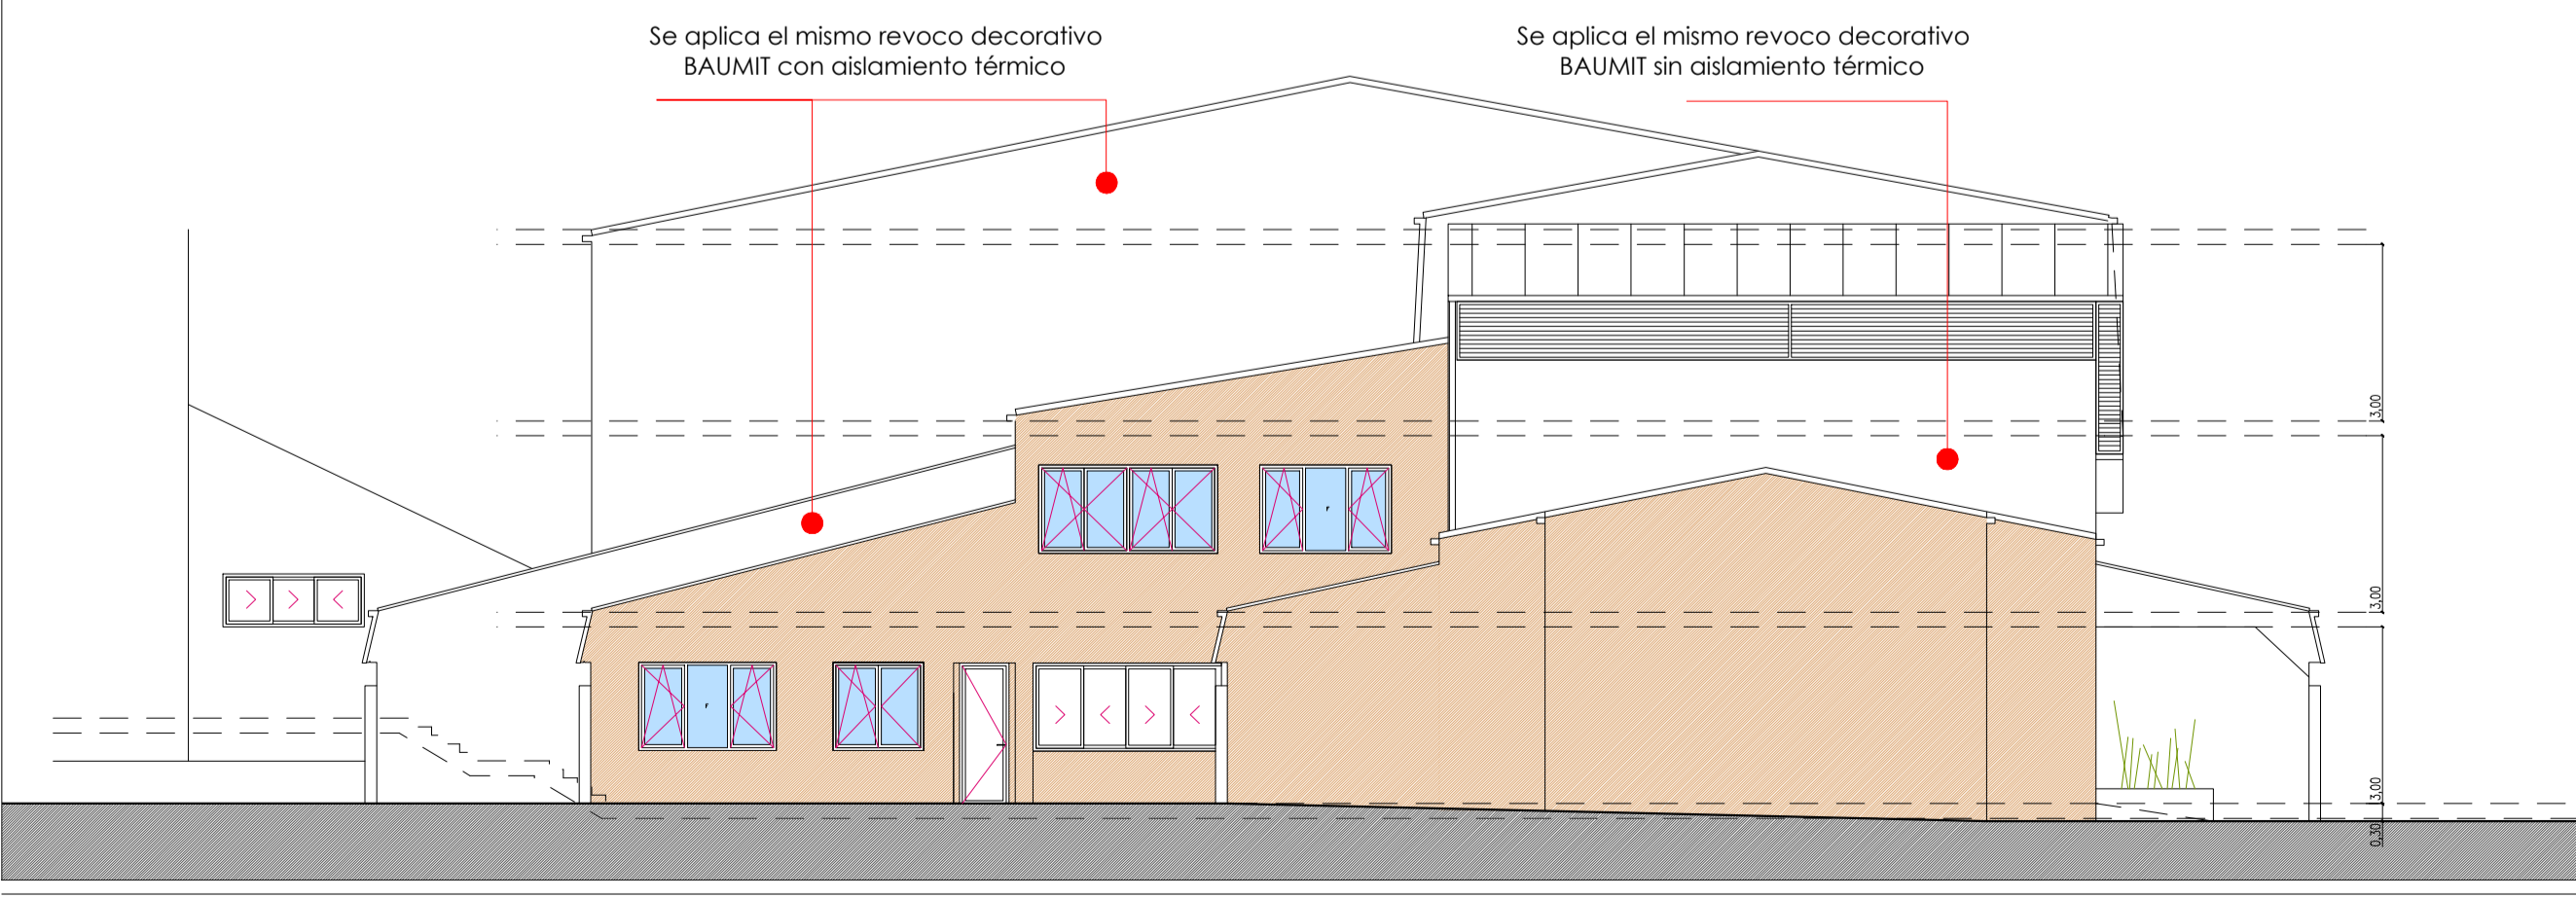 Se aplica el mismo revoco decorativo
BAUMIT con aislamiento térmico
Se aplica el mismo revoco decorativo
BAUMIT sin aislamiento térmico
3,00
3,00
3,00
0,30
F
F